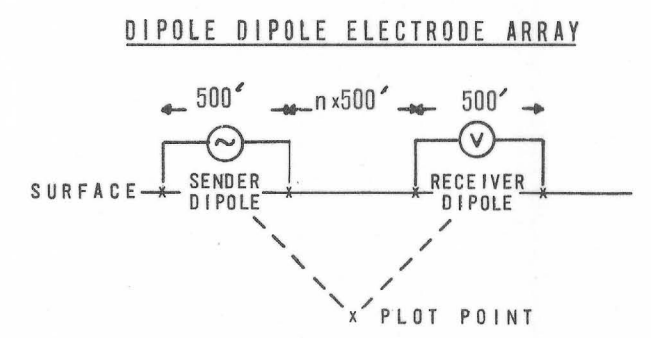 DIPOLE DIPOLE ELECTRODE ARRAY
500' n x 500' 500'
~ V
SURFACE x SENDER x x RECEIVER x
DIPOLE DIPOLE
x PLOT POINT